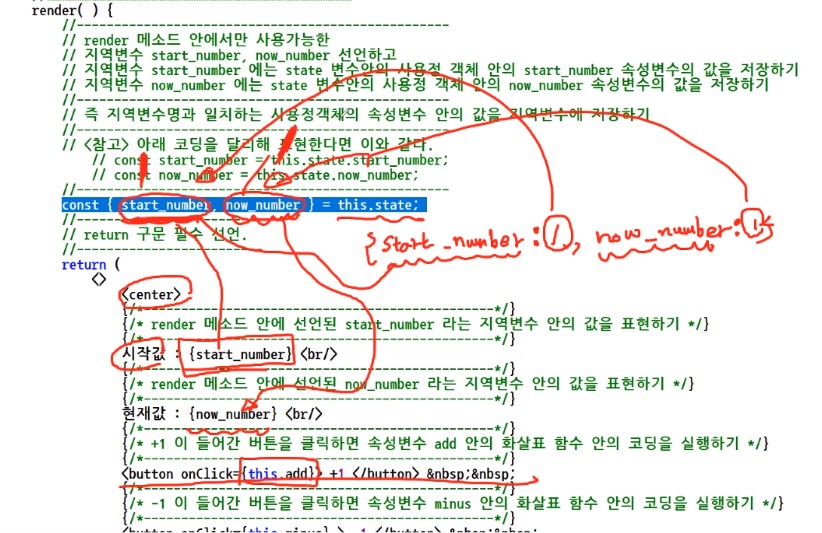 render( ) {
//-------------------------------------------------
// render 메소드 안에서만 사용가능한
// 지역변수 start_number, now_number 선언하고
// 지역변수 start_number 에는 state 변수안의 사용정 객체 안의 start_number 속성변수의 값을 저장하기
// 지역변수 now_number 에는 state 변수안의 사용정 객체 안의 now_number 속성변수의 값을 저장하기
//-------------------------------------------------
// 즉 지역변수명과 일치하는 사용정객체의 속성변수 안의 값을 지역변수에 저장하기
//-------------------------------------------------
// <참고> 아래 코딩을 달리해 표현한다면 이와 같다.
// const start_number = this.state.start_number;
// const now_number = this.state.now_number;
//-------------------------------------------------
const { start_number, now_number } = this.state;
//-------------------------------------------------
{start_number : 1, now_number : 1}
// return 구문 필수 선언.
//-------------------------------------------------
return (
<>
<center>
{/*-----------------------------------------------*/}
{/* render 메소드 안에 선언된 start_number 라는 지역변수 안의 값을 표현하기 */}
{/*-----------------------------------------------*/}
시작값 : {start_number} <br/>
{/*-----------------------------------------------*/}
{/* render 메소드 안에 선언된 now_number 라는 지역변수 안의 값을 표현하기 */}
{/*-----------------------------------------------*/}
현재값 : {now_number} <br/>
{/*-----------------------------------------------*/}
{/* +1 이 들어간 버튼을 클릭하면 속성변수 add 안의 화살표 함수 안의 코딩을 실행하기 */}
{/*-----------------------------------------------*/}
<button onClick={this.add}> +1 </button> &nbsp;&nbsp;
{/*-----------------------------------------------*/}
{/* -1 이 들어간 버튼을 클릭하면 속성변수 minus 안의 화살표 함수 안의 코딩을 실행하기 */}
{/*-----------------------------------------------*/}
<button onClick={this.minus} > -1 </button> &nbsp;&nbsp;